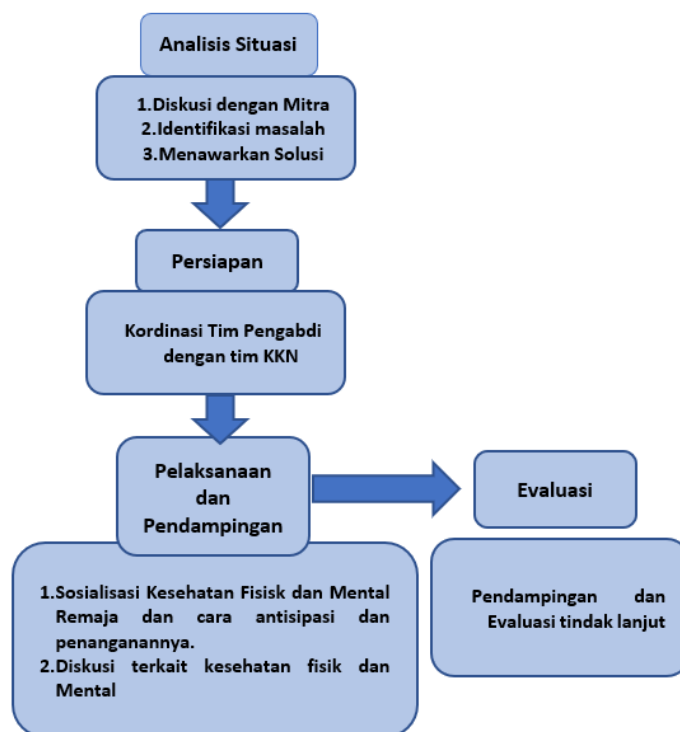 Analisis Situasi
1.Diskusi dengan Mitra
2.Identifikasi masalah
3.Menawarkan Solusi
Persiapan
Kordinasi Tim Pengabdi
dengan tim KKN
Pelaksanaan
dan
Pendampingan
1.Sosialisasi Kesehatan Fisisk dan Mental
Remaja dan cara antisipasi dan
penanganannya.
2.Diskusi terkait kesehatan fisik dan
Mental
Evaluasi
Pendampingan dan
Evaluasi tindak lanjut